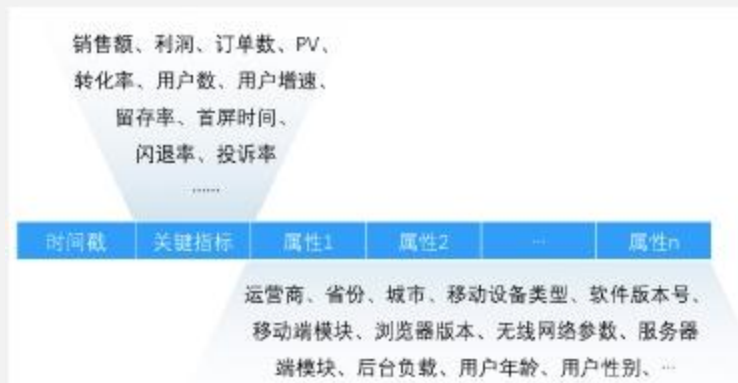 销售额、利润、订单数、PV、
转化率、用户数、用户增速、
留存率、首屏时间、
闪退率、投诉率
……
时间戳 关键指标 属性1 属性2 … 属性n
运营商、省份、城市、移动设备类型、软件版本号、
移动端模块、浏览器版本、无线网络参数、服务器
端模块、后台负载、用户年龄、用户性别、…